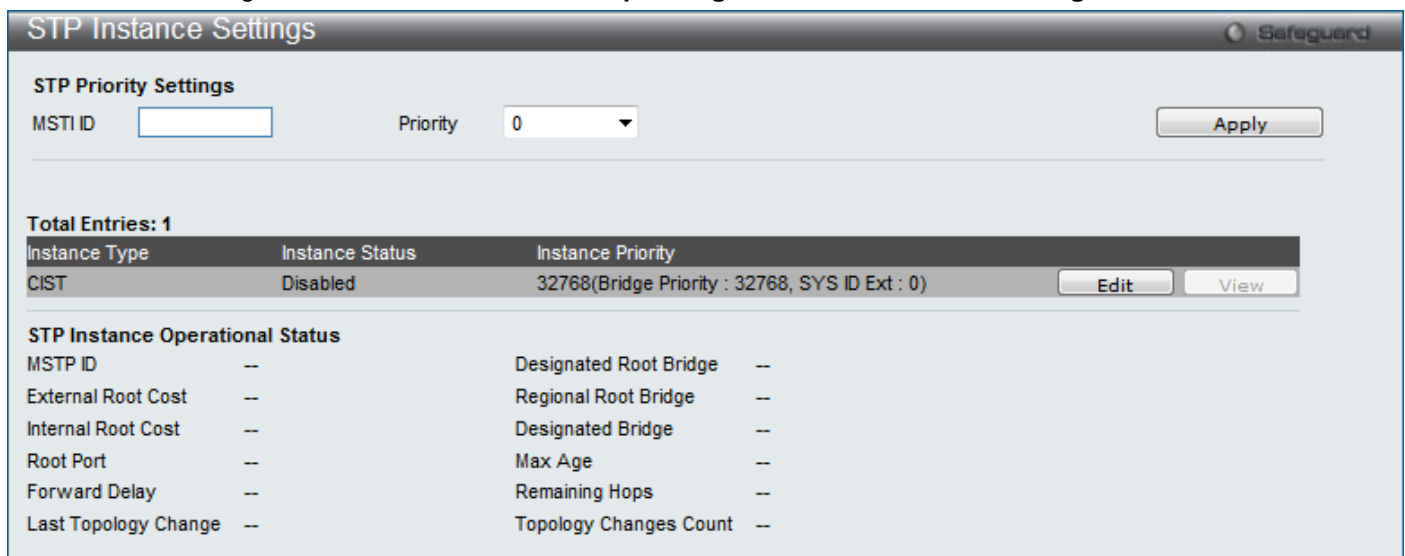 STP Instance Settings Safeguard
STP Priority Settings
MSTI ID Priority 0 Apply
Total Entries: 1
Instance Type Instance Status Instance Priority
CIST Disabled 32768(Bridge Priority : 32768, SYS ID Ext : 0) Edit View
STP Instance Operational Status
MSTP ID -- Designated Root Bridge --
External Root Cost -- Regional Root Bridge --
Internal Root Cost -- Designated Bridge --
Root Port -- Max Age --
Forward Delay -- Remaining Hops --
Last Topology Change -- Topology Changes Count --